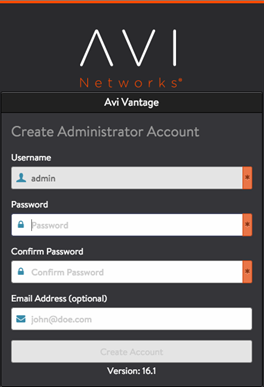 AVI
Networks®
Avi Vantage
Create Administrator Account
Username
admin *
Password
Password *
Confirm Password
Confirm Password *
Email Address (optional)
john@doe.com
Create Account
Version: 16.1